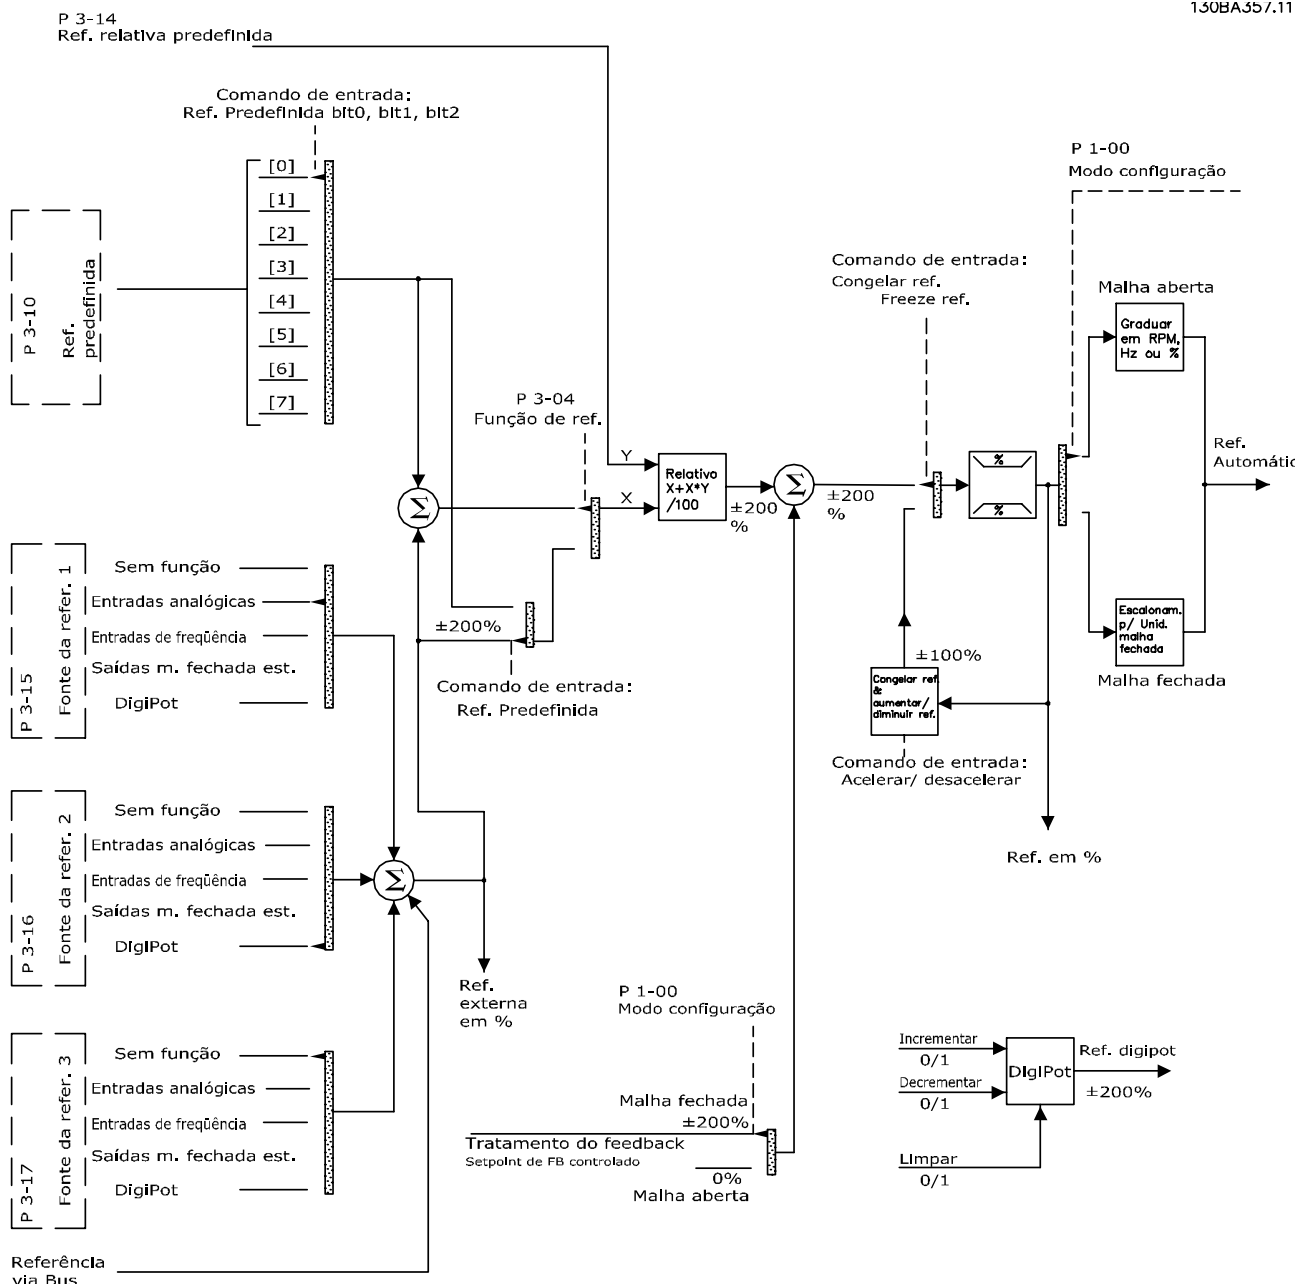 130BA357.11
P 3-14
Ref. relativa predefinida
Comando de entrada:
Ref. Predefinida bit0, bit1, bit2
[0]
[1]
[2]
[3]
[4]
[5]
[6]
[7]
P 3-10
Ref.
predefinida
P 1-00
Modo configuração
Comando de entrada:
Congelar ref.
Freeze ref.
Malha aberta
Graduar
em RPM,
Hz ou %
P 3-04
Função de ref.
Y
X
Relativo
X+X*Y
/100
±200
%
Σ
±200
%
%
%
Ref.
Σ
P 3-15
Fonte da refer. 1
Sem função
Entradas analógicas
Entradas de freqüência
Saídas m. fechada est.
DigiPot
±200%
Comando de entrada:
Ref. Predefinida
±100%
Congelar ref.
&
aumentar/
diminuir ref.
Comando de entrada:
Acelerar/ desacelerar
Escalonam.
p/ Unid.
malha
fechada
Malha fechada
Ref. em %
P 3-16
Fonte da refer. 2
Sem função
Entradas analógicas
Entradas de freqüência
Saídas m. fechada est.
DigiPot
Σ
Ref.
externa
em %
P 1-00
Modo configuração
Malha fechada
±200%
Tratamento do feedback
Setpoint de FB controlado
0%
Malha aberta
Incrementar
0/1
Decrementar
0/1
Limpar
0/1
DigiPot
Ref. digipot
±200%
P 3-17
Fonte da refer. 3
Sem função
Entradas analógicas
Entradas de freqüência
Saídas m. fechada est.
DigiPot
Referência
via Bus